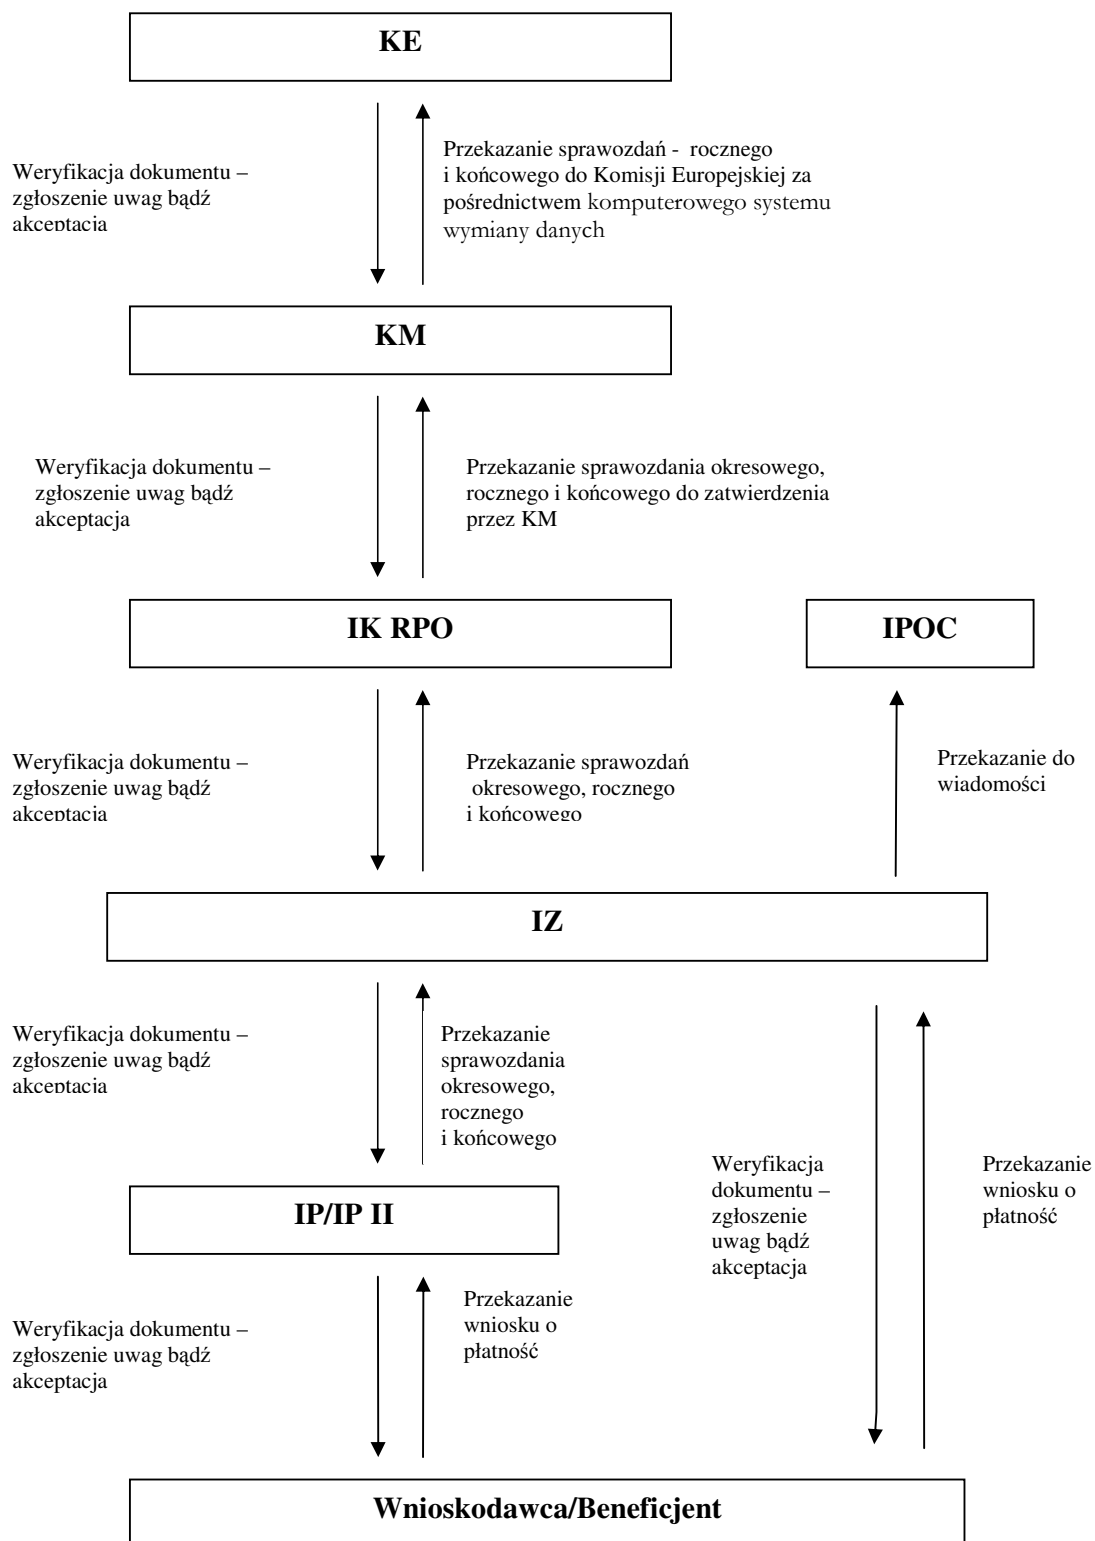 KE
Weryfikacja dokumentu –
zgłoszenie uwag bądź
akceptacja
Przekazanie sprawozdań - rocznego
i końcowego do Komisji Europejskiej za
pośrednictwem komputerowego systemu
wymiany danych
KM
Weryfikacja dokumentu –
zgłoszenie uwag bądź
akceptacja
Przekazanie sprawozdania okresowego,
rocznego i końcowego do zatwierdzenia
przez KM
IK RPO
IPOC
Weryfikacja dokumentu –
zgłoszenie uwag bądź
akceptacja
Przekazanie sprawozdań
okresowego, rocznego
i końcowego
Przekazanie do
wiadomości
IZ
Weryfikacja dokumentu –
zgłoszenie uwag bądź
akceptacja
Przekazanie
sprawozdania
okresowego,
rocznego
i końcowego
Weryfikacja
dokumentu –
zgłoszenie
uwag bądź
akceptacja
Przekazanie
wniosku o
płatność
IP/IP II
Weryfikacja dokumentu –
zgłoszenie uwag bądź
akceptacja
Przekazanie
wniosku o
płatność
Wnioskodawca/Beneficjent